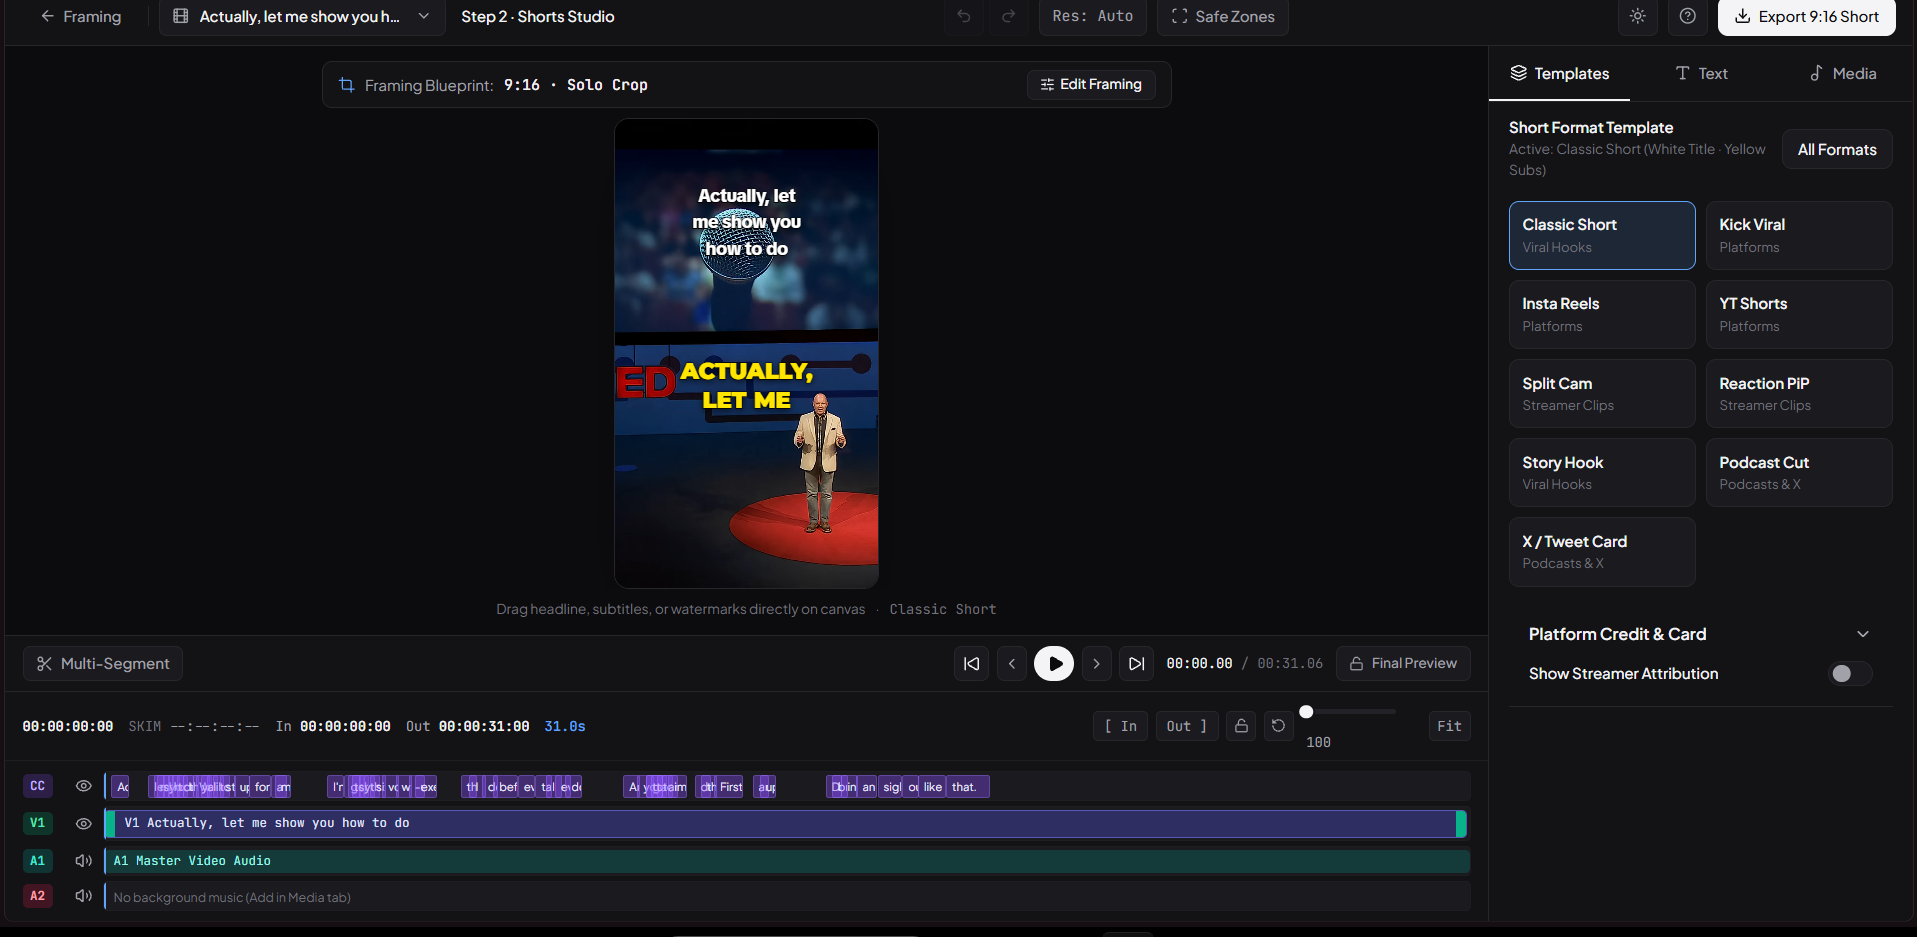 Framing
Actually, let me show you h...
Step 2 · Shorts Studio
Res: Auto
Safe Zones
Export 9:16 Short
Framing Blueprint: 9:16 · Solo Crop
Edit Framing
Actually, let
me show you
how to do
ED
ACTUALLY,
LET ME
Drag headline, subtitles, or watermarks directly on canvas · Classic Short
Templates
Text
Media
Short Format Template
Active: Classic Short (White Title · Yellow
Subs)
All Formats
Classic Short
Viral Hooks
Kick Viral
Platforms
Insta Reels
Platforms
YT Shorts
Platforms
Split Cam
Streamer Clips
Reaction PiP
Streamer Clips
Story Hook
Viral Hooks
Podcast Cut
Podcasts & X
X / Tweet Card
Podcasts & X
Platform Credit & Card
Show Streamer Attribution
Multi-Segment
00:00.00 / 00:31.06
Final Preview
00:00:00:00 SKIM --:--:--:-- In 00:00:00:00 Out 00:00:31:00 31.0s
[ In
Out ]
100
Fit
CC
for
bef
First
an
like
that.
V1
V1 Actually, let me show you how to do
A1
A1 Master Video Audio
A2
No background music (Add in Media tab)